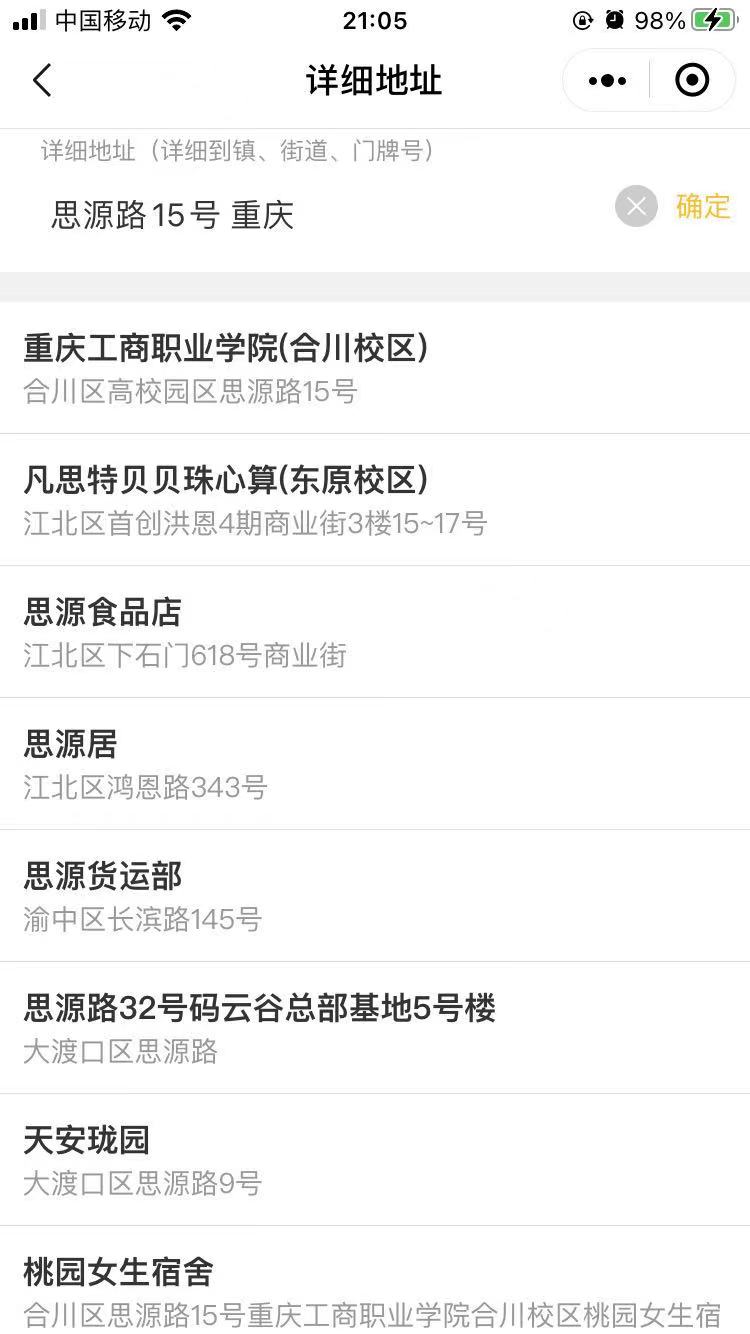 中国移动 21:05 98%
详细地址
详细地址（详细到镇、街道、门牌号）
思源路15号 重庆 确定
重庆工商职业学院(合川校区)
合川区高校园区思源路15号
凡思特贝贝珠心算(东原校区)
江北区首创洪恩4期商业街3楼15~17号
思源食品店
江北区下石门618号商业街
思源居
江北区鸿恩路343号
思源货运部
渝中区长滨路145号
思源路32号码云谷总部基地5号楼
大渡口区思源路
天安珑园
大渡口区思源路9号
桃园女生宿舍
合川区思源路15号重庆工商职业学院合川校区桃园女生宿